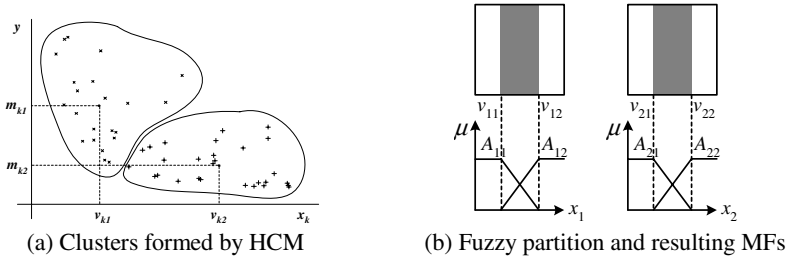 y
m_k1
m_k2
v_k1 v_k2 x_k
(a) Clusters formed by HCM
v_11 v_12
μ
A_11 A_12
x_1
v_21 v_22
μ
A_21 A_22
x_2
(b) Fuzzy partition and resulting MFs